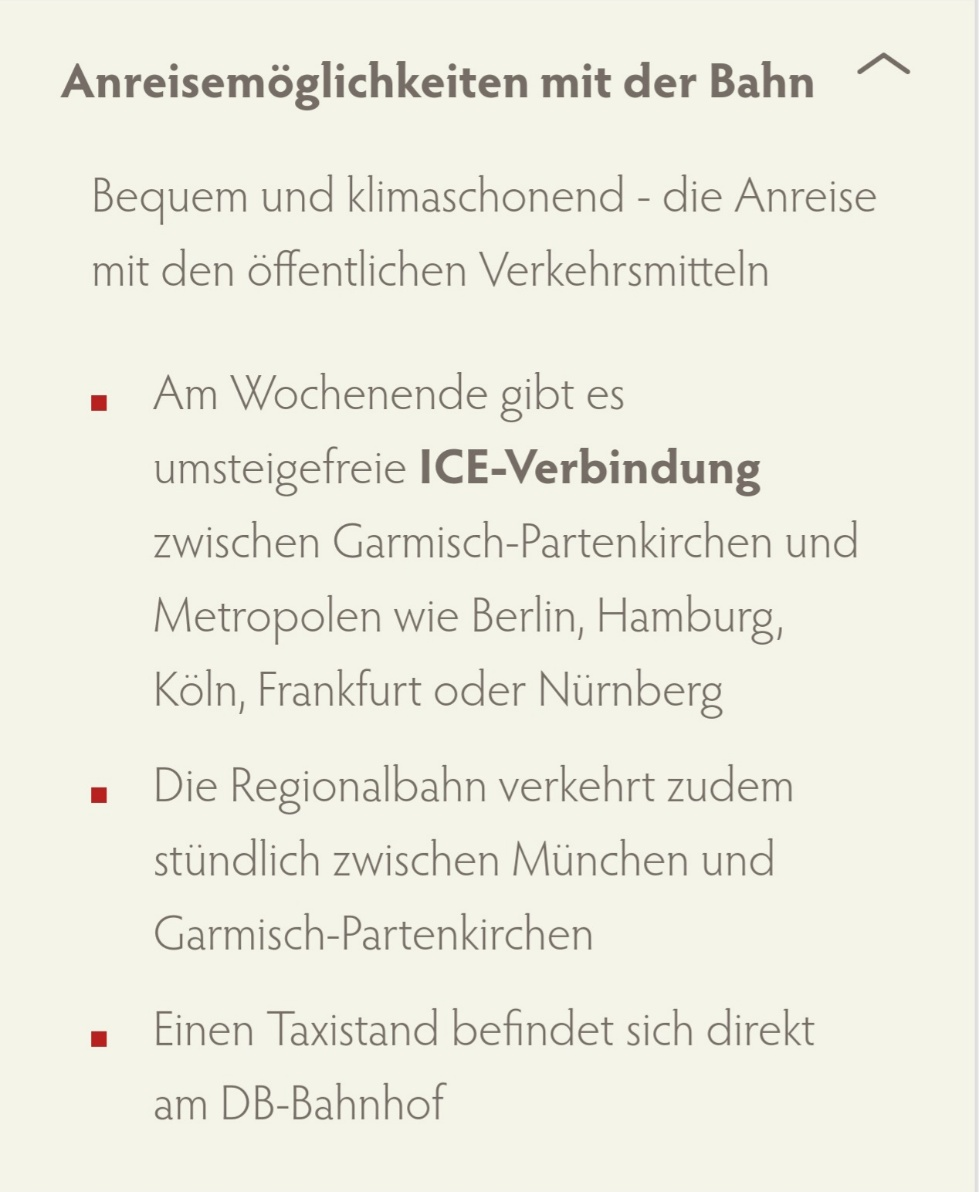 Anreisemöglichkeiten mit der Bahn
Bequem und klimaschonend - die Anreise
mit den öffentlichen Verkehrsmitteln
Am Wochenende gibt es
umsteigefreie ICE-Verbindung
zwischen Garmisch-Partenkirchen und
Metropolen wie Berlin, Hamburg,
Köln, Frankfurt oder Nürnberg
Die Regionalbahn verkehrt zudem
stündlich zwischen München und
Garmisch-Partenkirchen
Einen Taxistand befindet sich direkt
am DB-Bahnhof